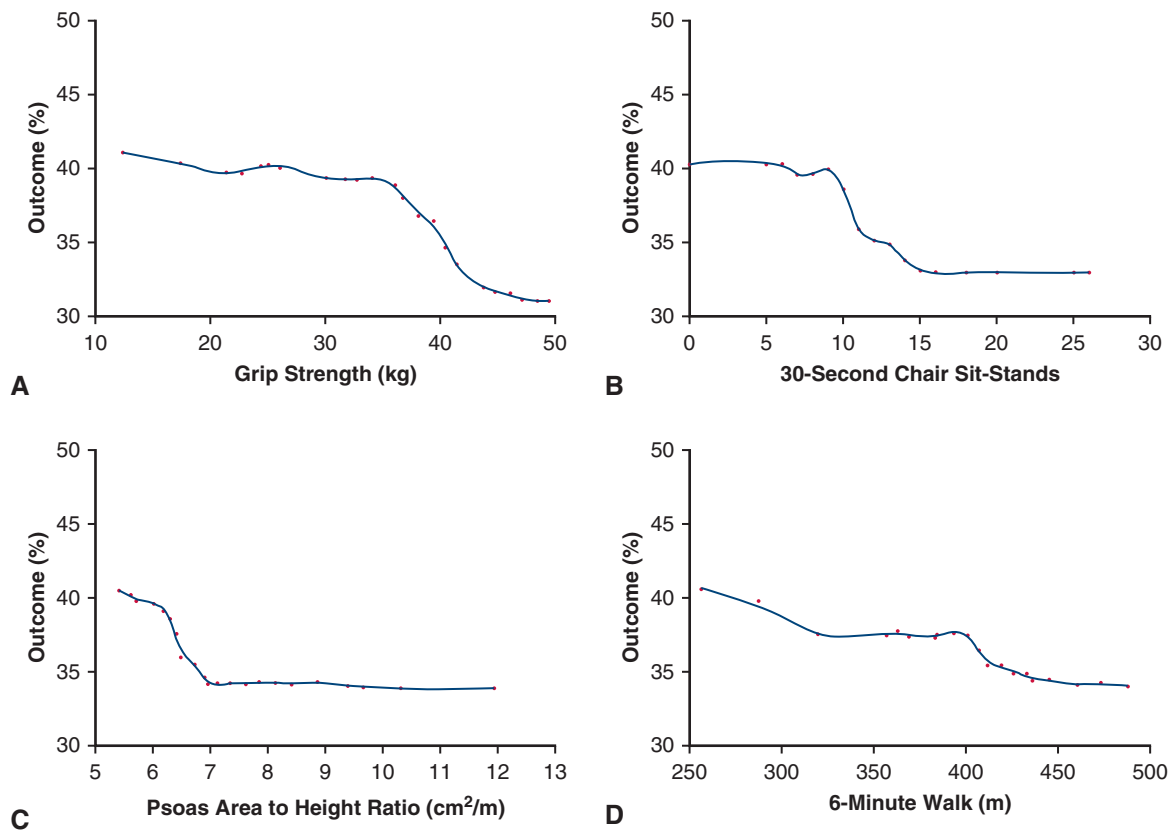 50
45
40
35
30
Outcome (%)
10 20 30 40 50
Grip Strength (kg)
A
50
45
40
35
30
Outcome (%)
0 5 10 15 20 25 30
30-Second Chair Sit-Stands
B
50
45
40
35
30
Outcome (%)
5 6 7 8 9 10 11 12 13
Psoas Area to Height Ratio (cm²/m)
C
50
45
40
35
30
Outcome (%)
250 300 350 400 450 500
6-Minute Walk (m)
D